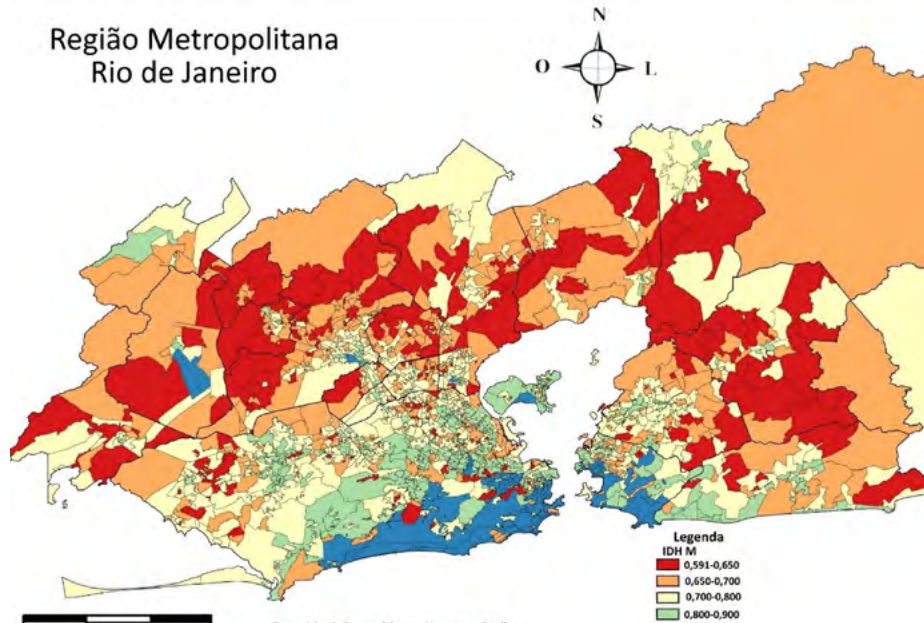 Região Metropolitana
Rio de Janeiro
N
O
L
S
Legenda
IDH M
0,591-0,650
0,650-0,700
0,700-0,800
0,800-0,900